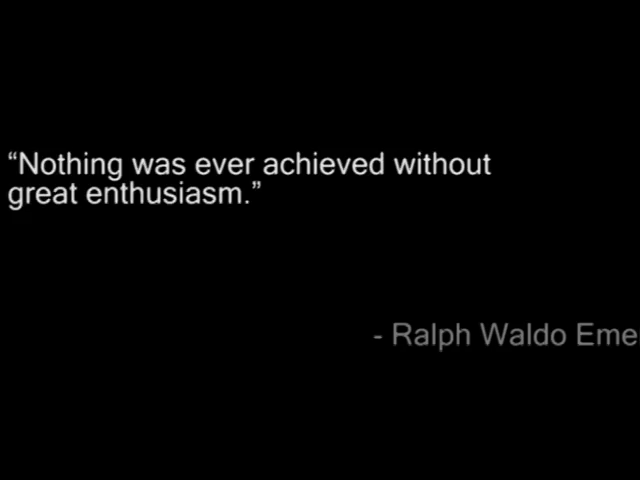 “Nothing was ever achieved without
great enthusiasm.”
- Ralph Waldo Eme